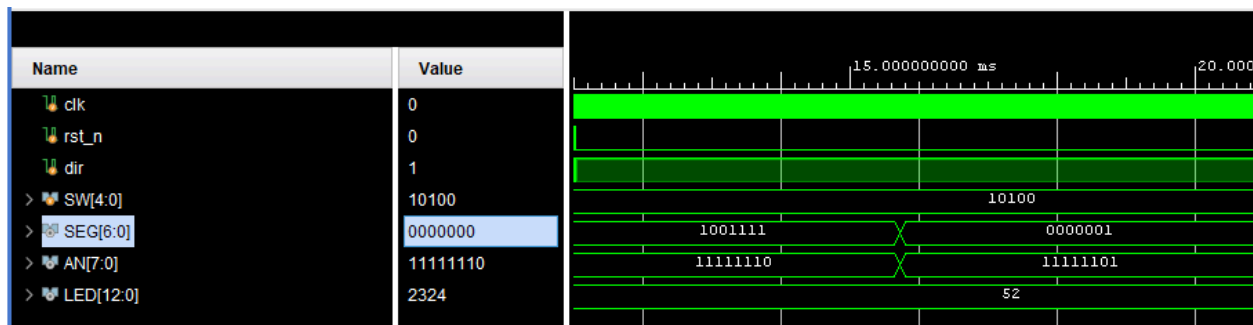 15.000000000 ms 20.000
Name Value
clk 0
rst_n 0
dir 1
SW[4:0] 10100 10100
SEG[6:0] 0000000 1001111 0000001
AN[7:0] 11111110 11111110 11111101
LED[12:0] 2324 52